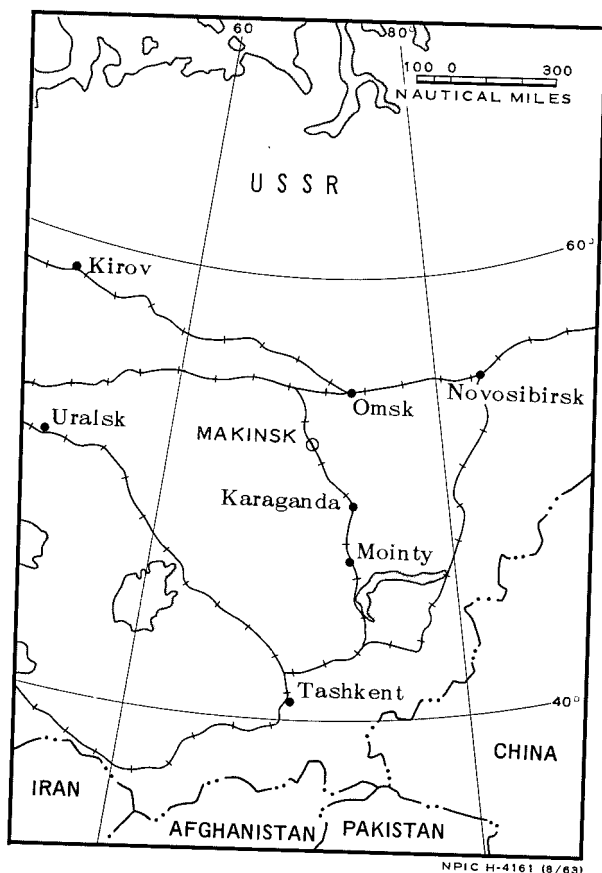 60
80°
100 0 300
NAUTICAL MILES
USSR
60°
Kirov
Novosibirsk
Omsk
Uralsk
MAKINSK
Karaganda
Mointy
Tashkent
40°
CHINA
IRAN
AFGHANISTAN
PAKISTAN
NPIC H-4161 (8/63)